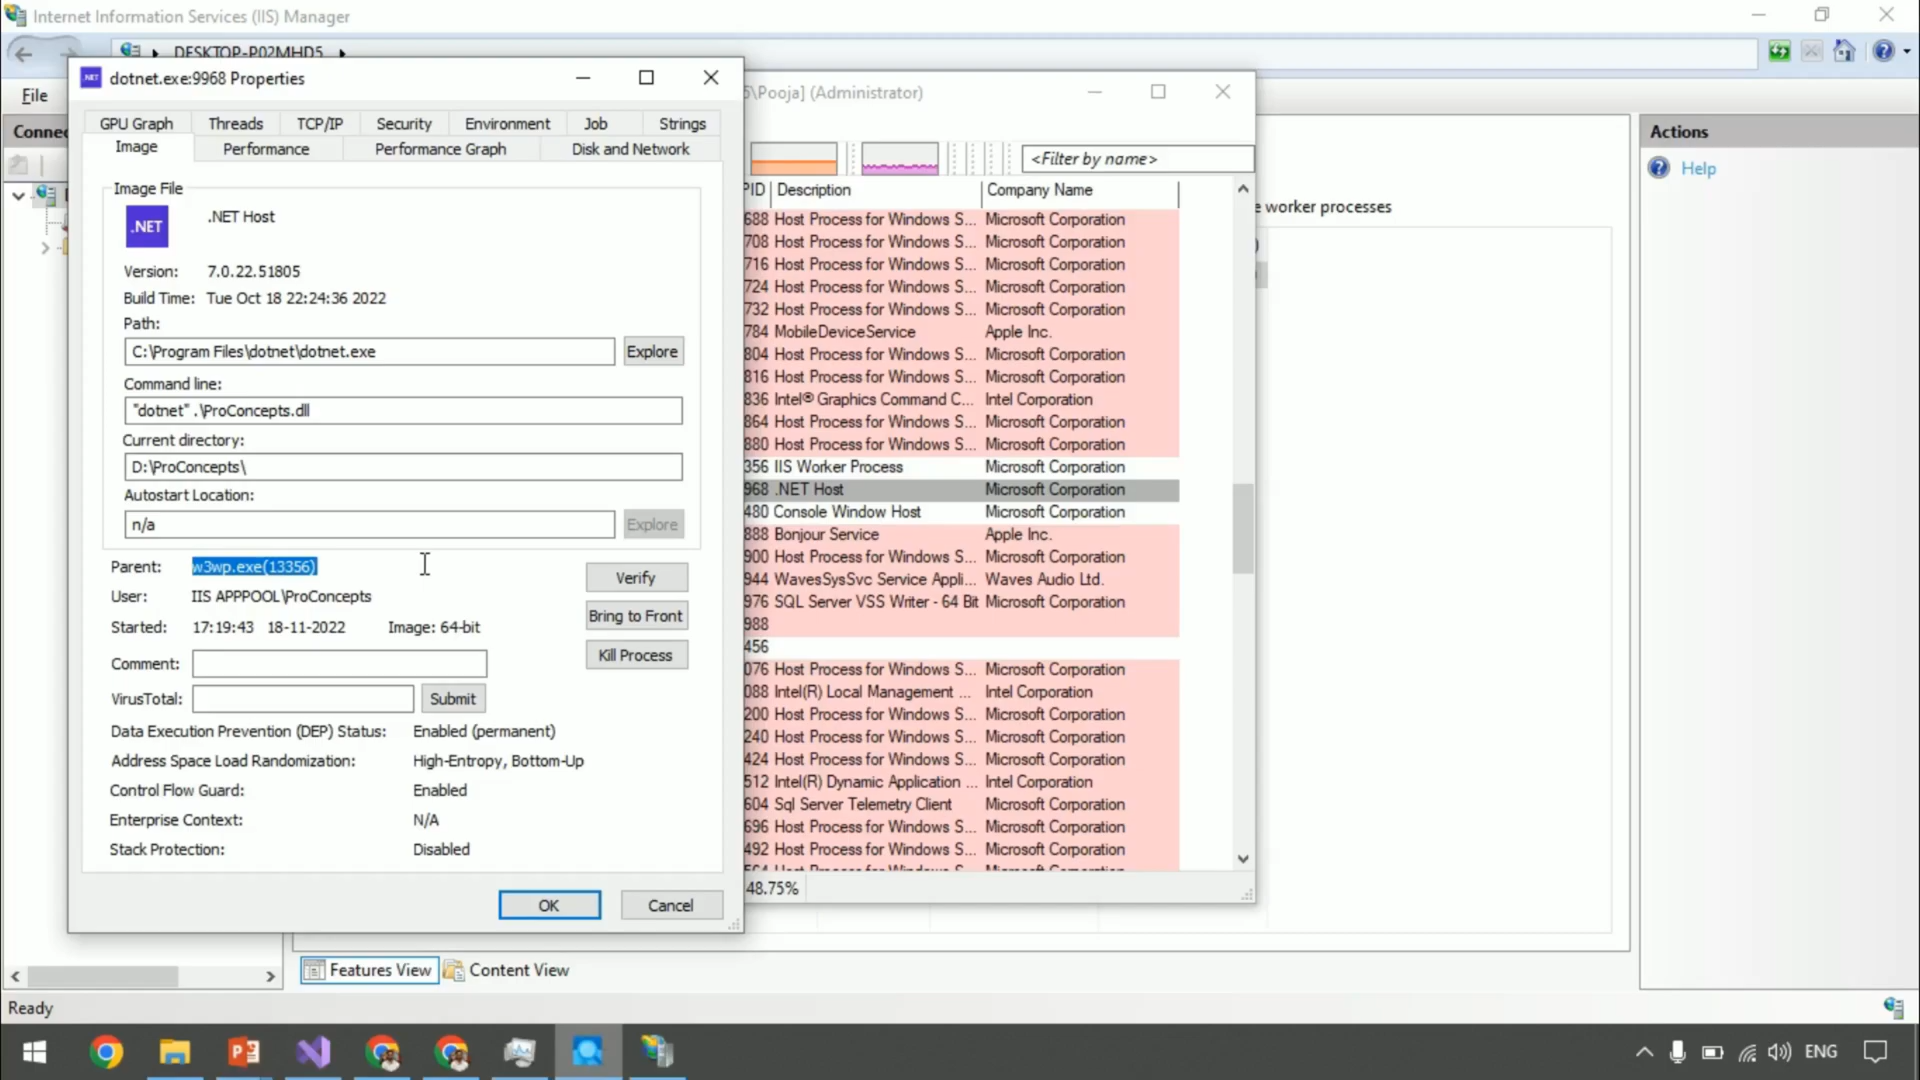 Internet Information Services (IIS) Manager
DESKTOP-P02MHD5
File
Connec
dotnet.exe:9968 Properties
GPU Graph Threads TCP/IP Security Environment Job Strings
Image Performance Performance Graph Disk and Network
Image File
.NET
.NET Host
Version: 7.0.22.51805
Build Time: Tue Oct 18 22:24:36 2022
Path:
C:\Program Files\dotnet\dotnet.exe Explore
Command line:
"dotnet" .\ProConcepts.dll
Current directory:
D:\ProConcepts\
Autostart Location:
n/a Explore
Parent: w3wp.exe(13356) Verify
User: IIS APPPOOL\ProConcepts Bring to Front
Started: 17:19:43 18-11-2022 Image: 64-bit
Comment: Kill Process
VirusTotal: Submit
Data Execution Prevention (DEP) Status: Enabled (permanent)
Address Space Load Randomization: High-Entropy, Bottom-Up
Control Flow Guard: Enabled
Enterprise Context: N/A
Stack Protection: Disabled
OK Cancel
5\Pooja] (Administrator)
<Filter by name>
PID Description Company Name
688 Host Process for Windows S... Microsoft Corporation
708 Host Process for Windows S... Microsoft Corporation
716 Host Process for Windows S... Microsoft Corporation
724 Host Process for Windows S... Microsoft Corporation
732 Host Process for Windows S... Microsoft Corporation
784 MobileDeviceService Apple Inc.
804 Host Process for Windows S... Microsoft Corporation
816 Host Process for Windows S... Microsoft Corporation
836 Intel® Graphics Command C... Intel Corporation
864 Host Process for Windows S... Microsoft Corporation
880 Host Process for Windows S... Microsoft Corporation
356 IIS Worker Process Microsoft Corporation
968 .NET Host Microsoft Corporation
480 Console Window Host Microsoft Corporation
888 Bonjour Service Apple Inc.
900 Host Process for Windows S... Microsoft Corporation
944 WavesSysSvc Service Appli... Waves Audio Ltd.
976 SQL Server VSS Writer - 64 Bit Microsoft Corporation
988
456
076 Host Process for Windows S... Microsoft Corporation
088 Intel(R) Local Management ... Intel Corporation
200 Host Process for Windows S... Microsoft Corporation
240 Host Process for Windows S... Microsoft Corporation
424 Host Process for Windows S... Microsoft Corporation
512 Intel(R) Dynamic Application ... Intel Corporation
604 Sql Server Telemetry Client Microsoft Corporation
696 Host Process for Windows S... Microsoft Corporation
492 Host Process for Windows S... Microsoft Corporation
48.75%
e worker processes
Actions
Help
Features View Content View
Ready
ENG